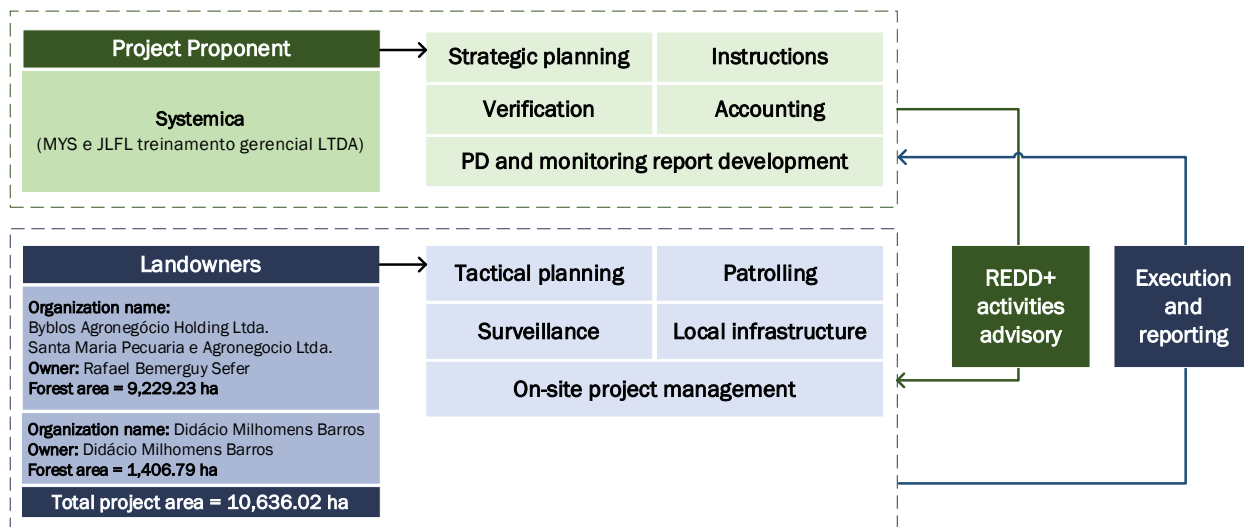 Project Proponent
Systemica
(MYS e JLFL treinamento gerencial LTDA)
Strategic planning
Instructions
Verification
Accounting
PD and monitoring report development
Landowners
Organization name:
Byblos Agronegócio Holding Ltda.
Santa Maria Pecuaria e Agronegocio Ltda.
Owner: Rafael Bemerguy Sefer
Forest area = 9,229.23 ha
Organization name: Didácio Milhomens Barros
Owner: Didácio Milhomens Barros
Forest area = 1,406.79 ha
Total project area = 10,636.02 ha
Tactical planning
Patrolling
Surveillance
Local infrastructure
On-site project management
REDD+
activities
advisory
Execution
and
reporting